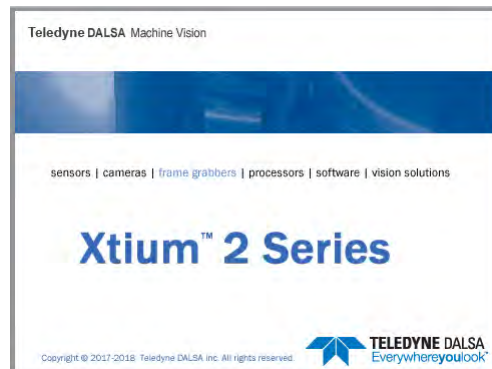 Teledyne DALSA Machine Vision
sensors | cameras | frame grabbers | processors | software | vision solutions
Xtium™ 2 Series
Copyright © 2017-2018 Teledyne DALSA inc. All rights reserved
TELEDYNE DALSA
Everywhereyoulook™